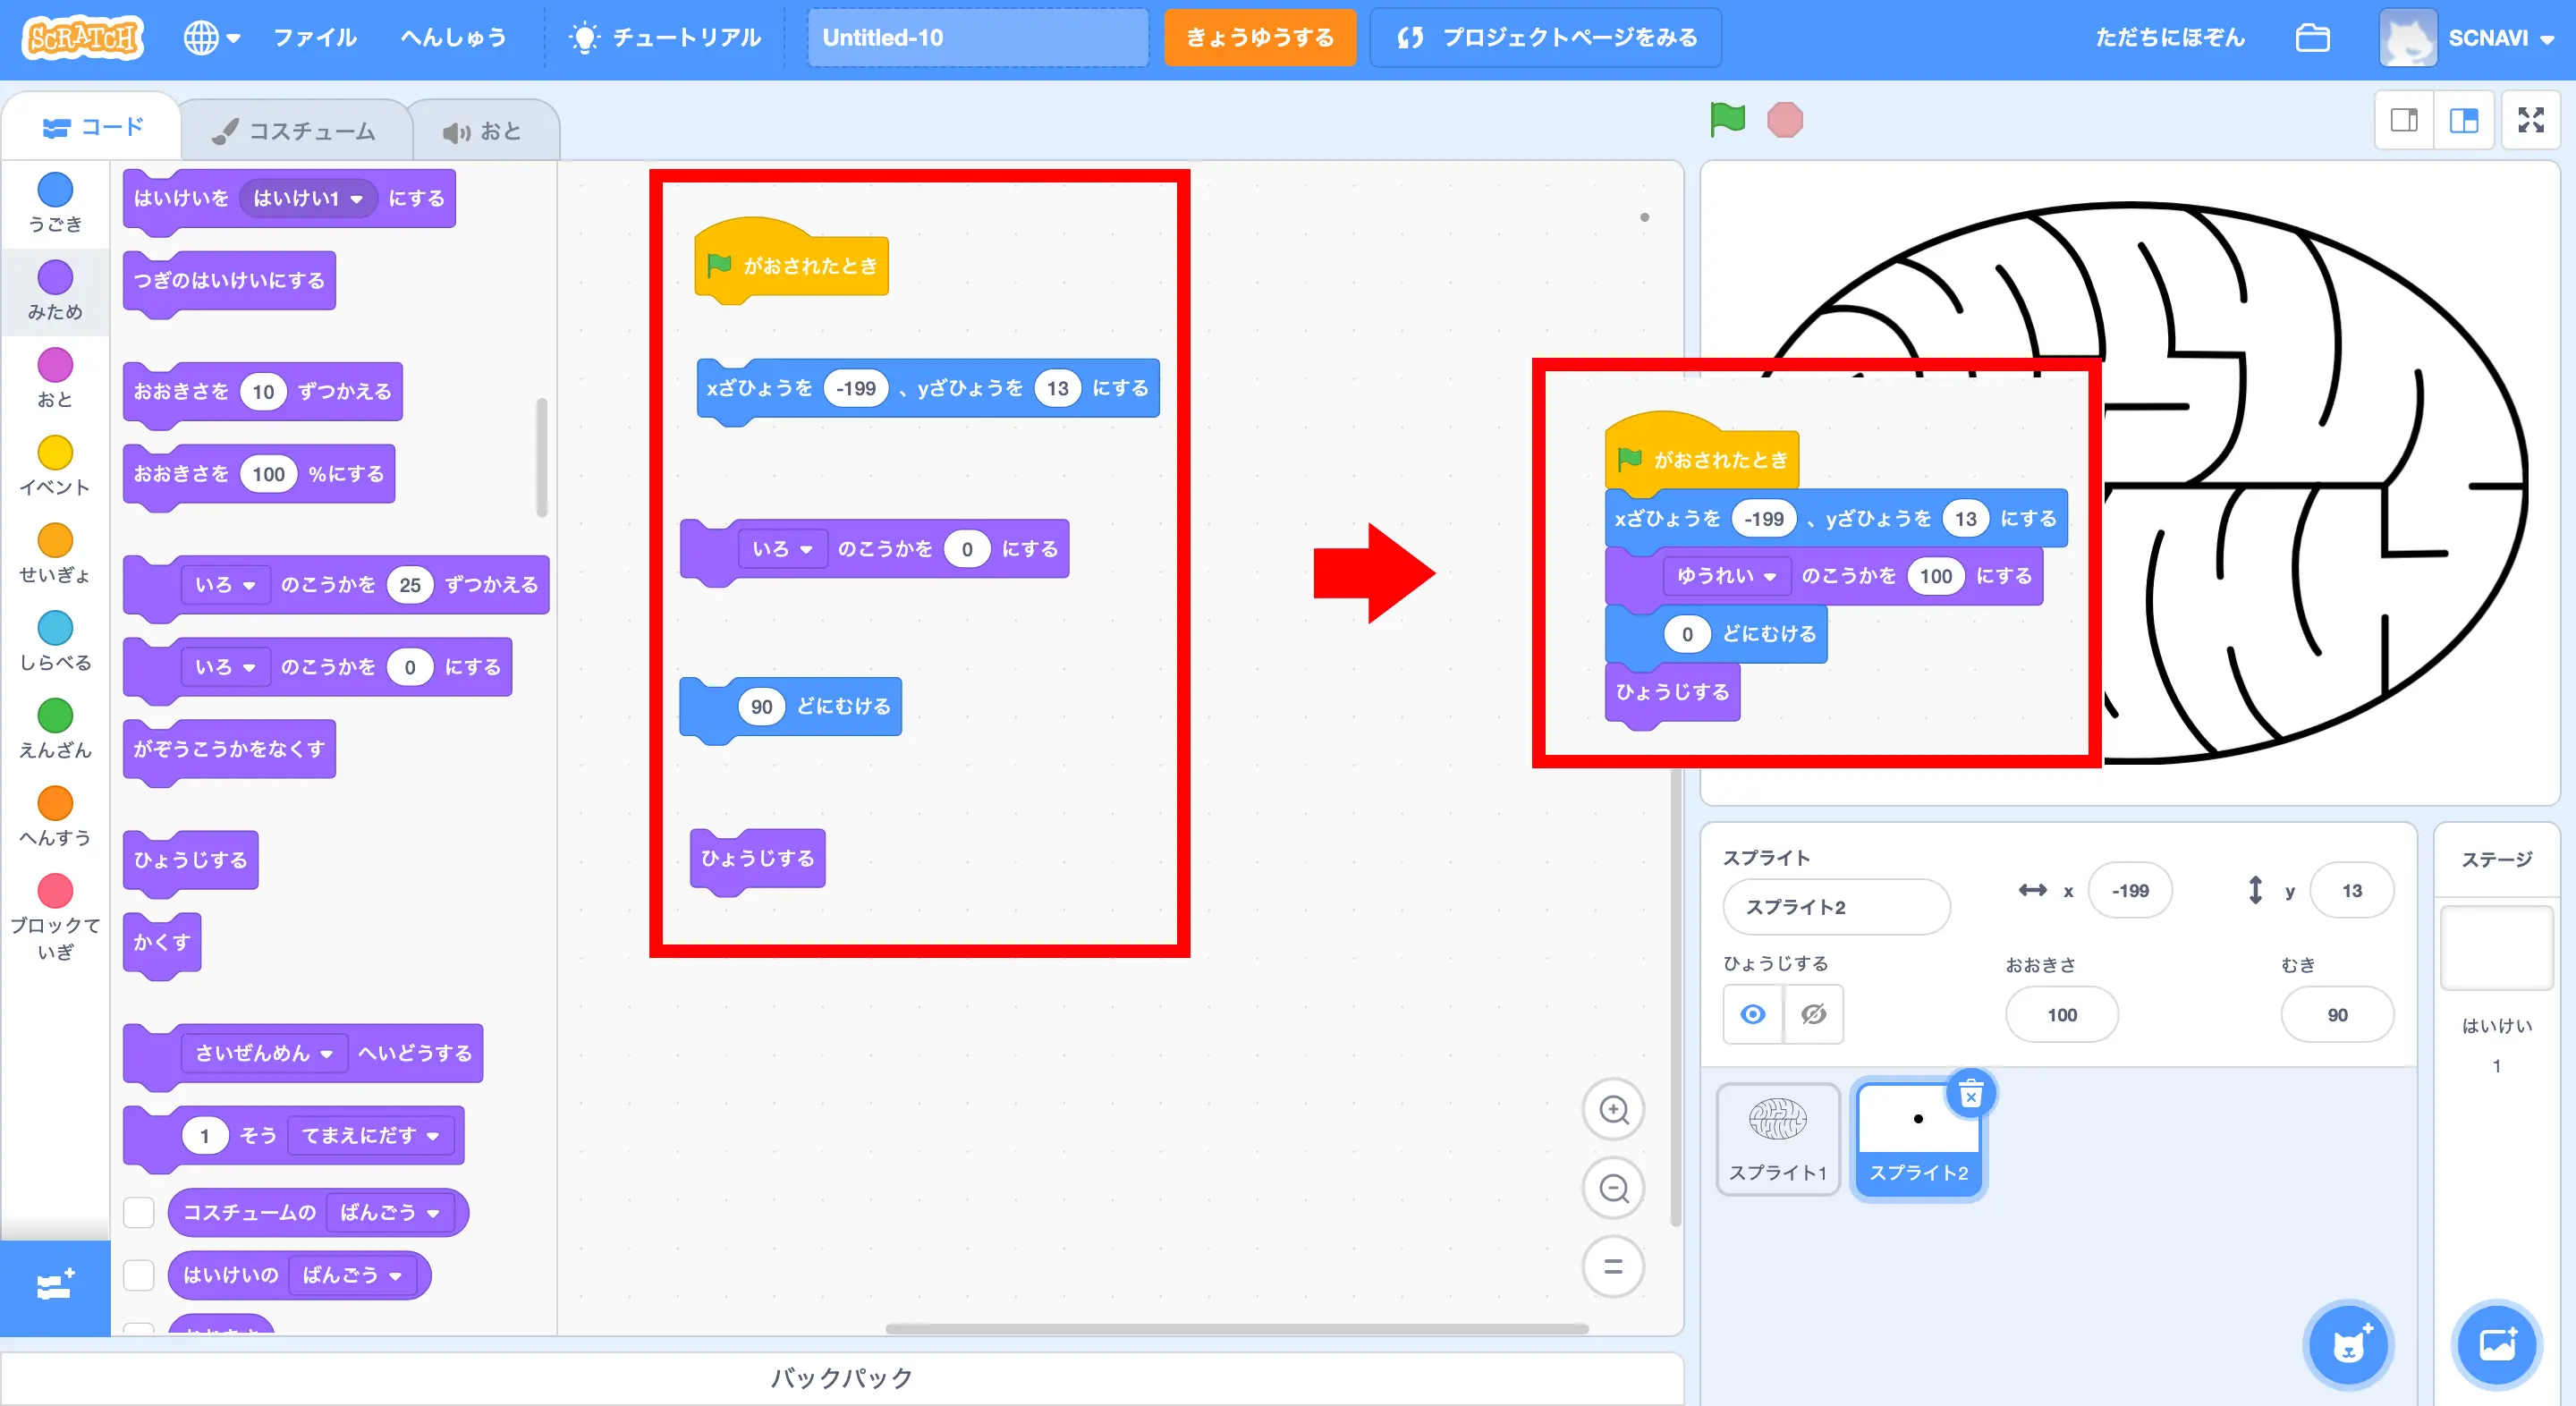 SCRATCH
ファイル
へんしゅう
チュートリアル
Untitled-10
きょうゆうする
プロジェクトページをみる
ただちにほぞん
SCNAVI
コード
コスチューム
おと
うごき
みため
おと
イベント
せいぎょ
しらべる
えんざん
へんすう
ブロックて
いぎ
はいけいを はいけい1 にする
つぎのはいけいにする
おおきさを 10 ずつかえる
おおきさを 100 %にする
いろ のこうかを 25 ずつかえる
いろ のこうかを 0 にする
がぞうこうかをなくす
ひょうじする
かくす
さいぜんめん へいどうする
1 そう てまえにだす
コスチュームの ばんごう
はいけいの ばんごう
がおされたとき
xざひょうを -199 、yざひょうを 13 にする
いろ のこうかを 0 にする
90 どにむける
ひょうじする
がおされたとき
xざひょうを -199 、yざひょうを 13 にする
ゆうれい のこうかを 100 にする
0 どにむける
ひょうじする
スプライト
スプライト2
x -199
y 13
ひょうじする
おおきさ
100
むき
90
スプライト1
スプライト2
ステージ
はいけい
1
バックパック